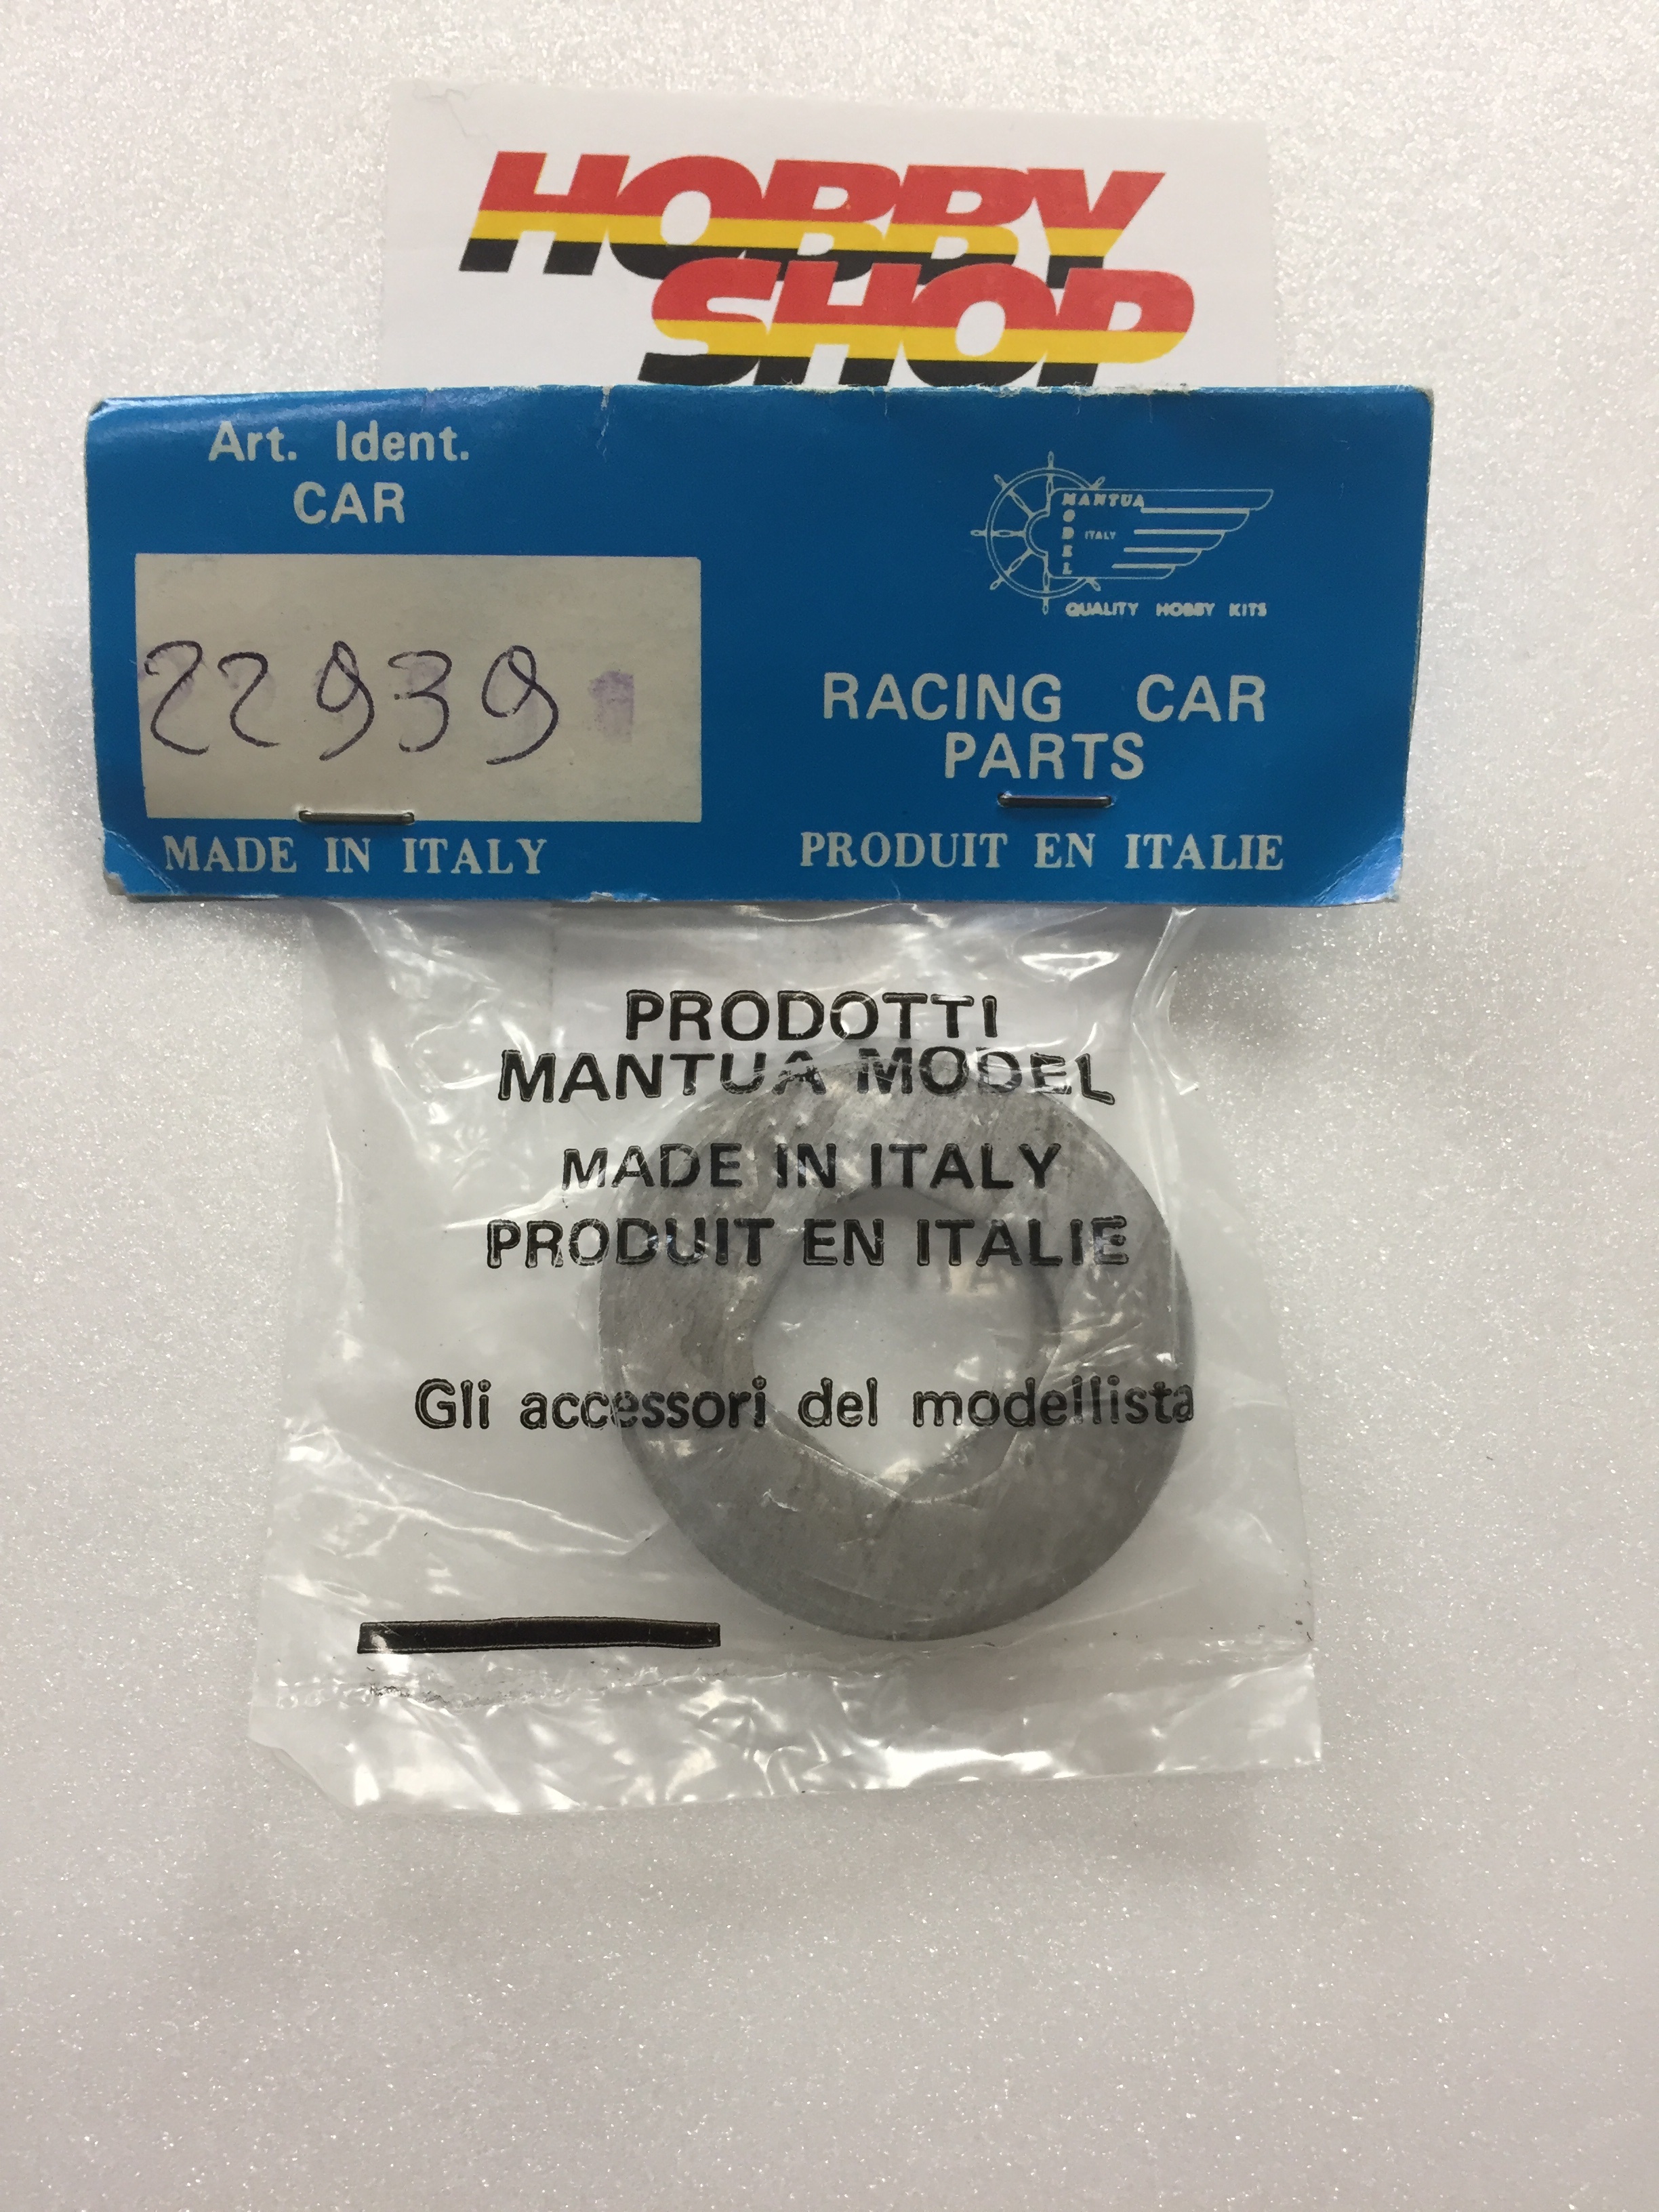 HOBBY
SHOP
Art. Ident.
CAR
22939
MANTUA
MODEL
ITALY
QUALITY HOBBY KITS
RACING CAR
PARTS
MADE IN ITALY
PRODUIT EN ITALIE
PRODOTTI
MANTUA MODEL
MADE IN ITALY
PRODUIT EN ITALIE
Gli accessori del modellista